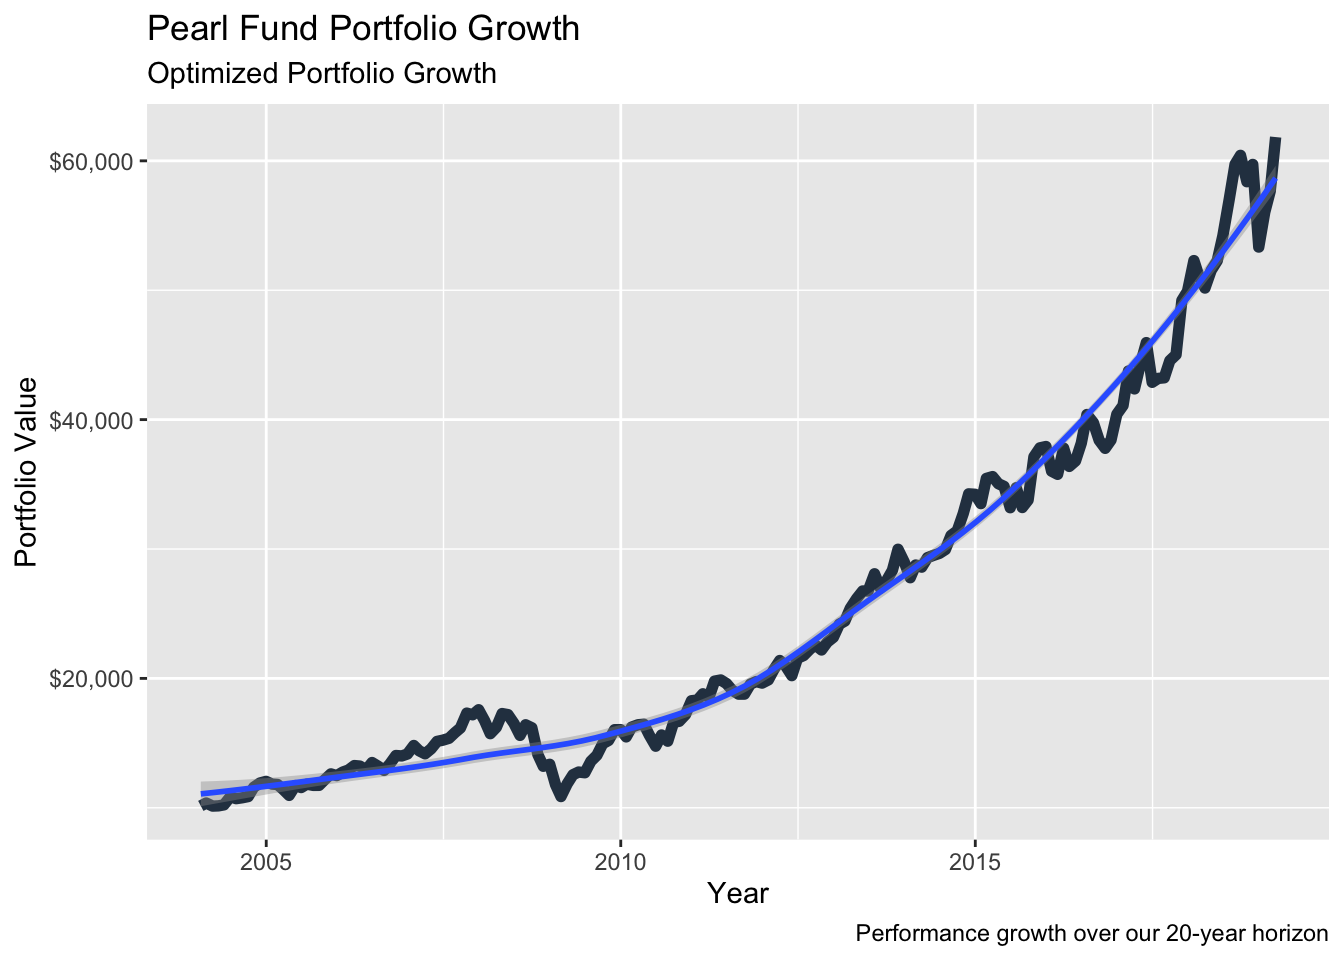 Pearl Fund Portfolio Growth
Optimized Portfolio Growth
Portfolio Value
$60,000
$40,000
$20,000
2005 2010 2015
Year
Performance growth over our 20-year horizon